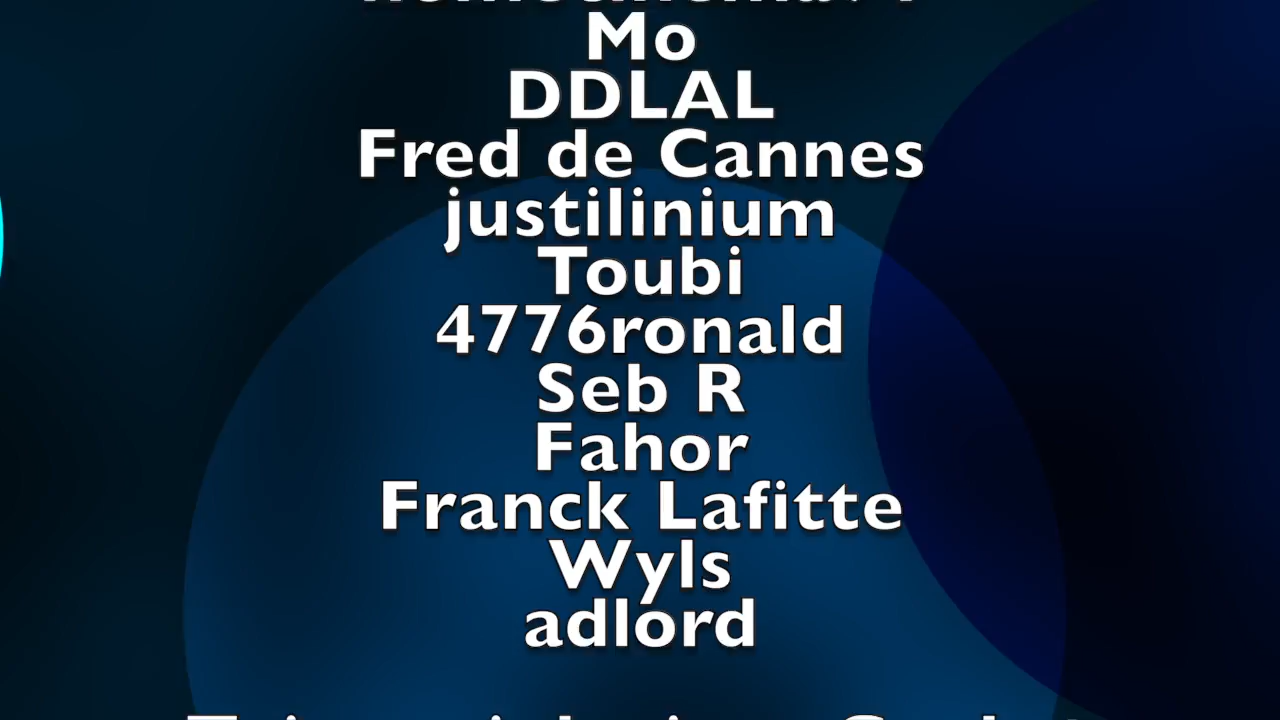 Mo
DDLAL
Fred de Cannes
justilinium
Toubi
4776ronald
Seb R
Fahor
Franck Lafitte
Wyls
adlord